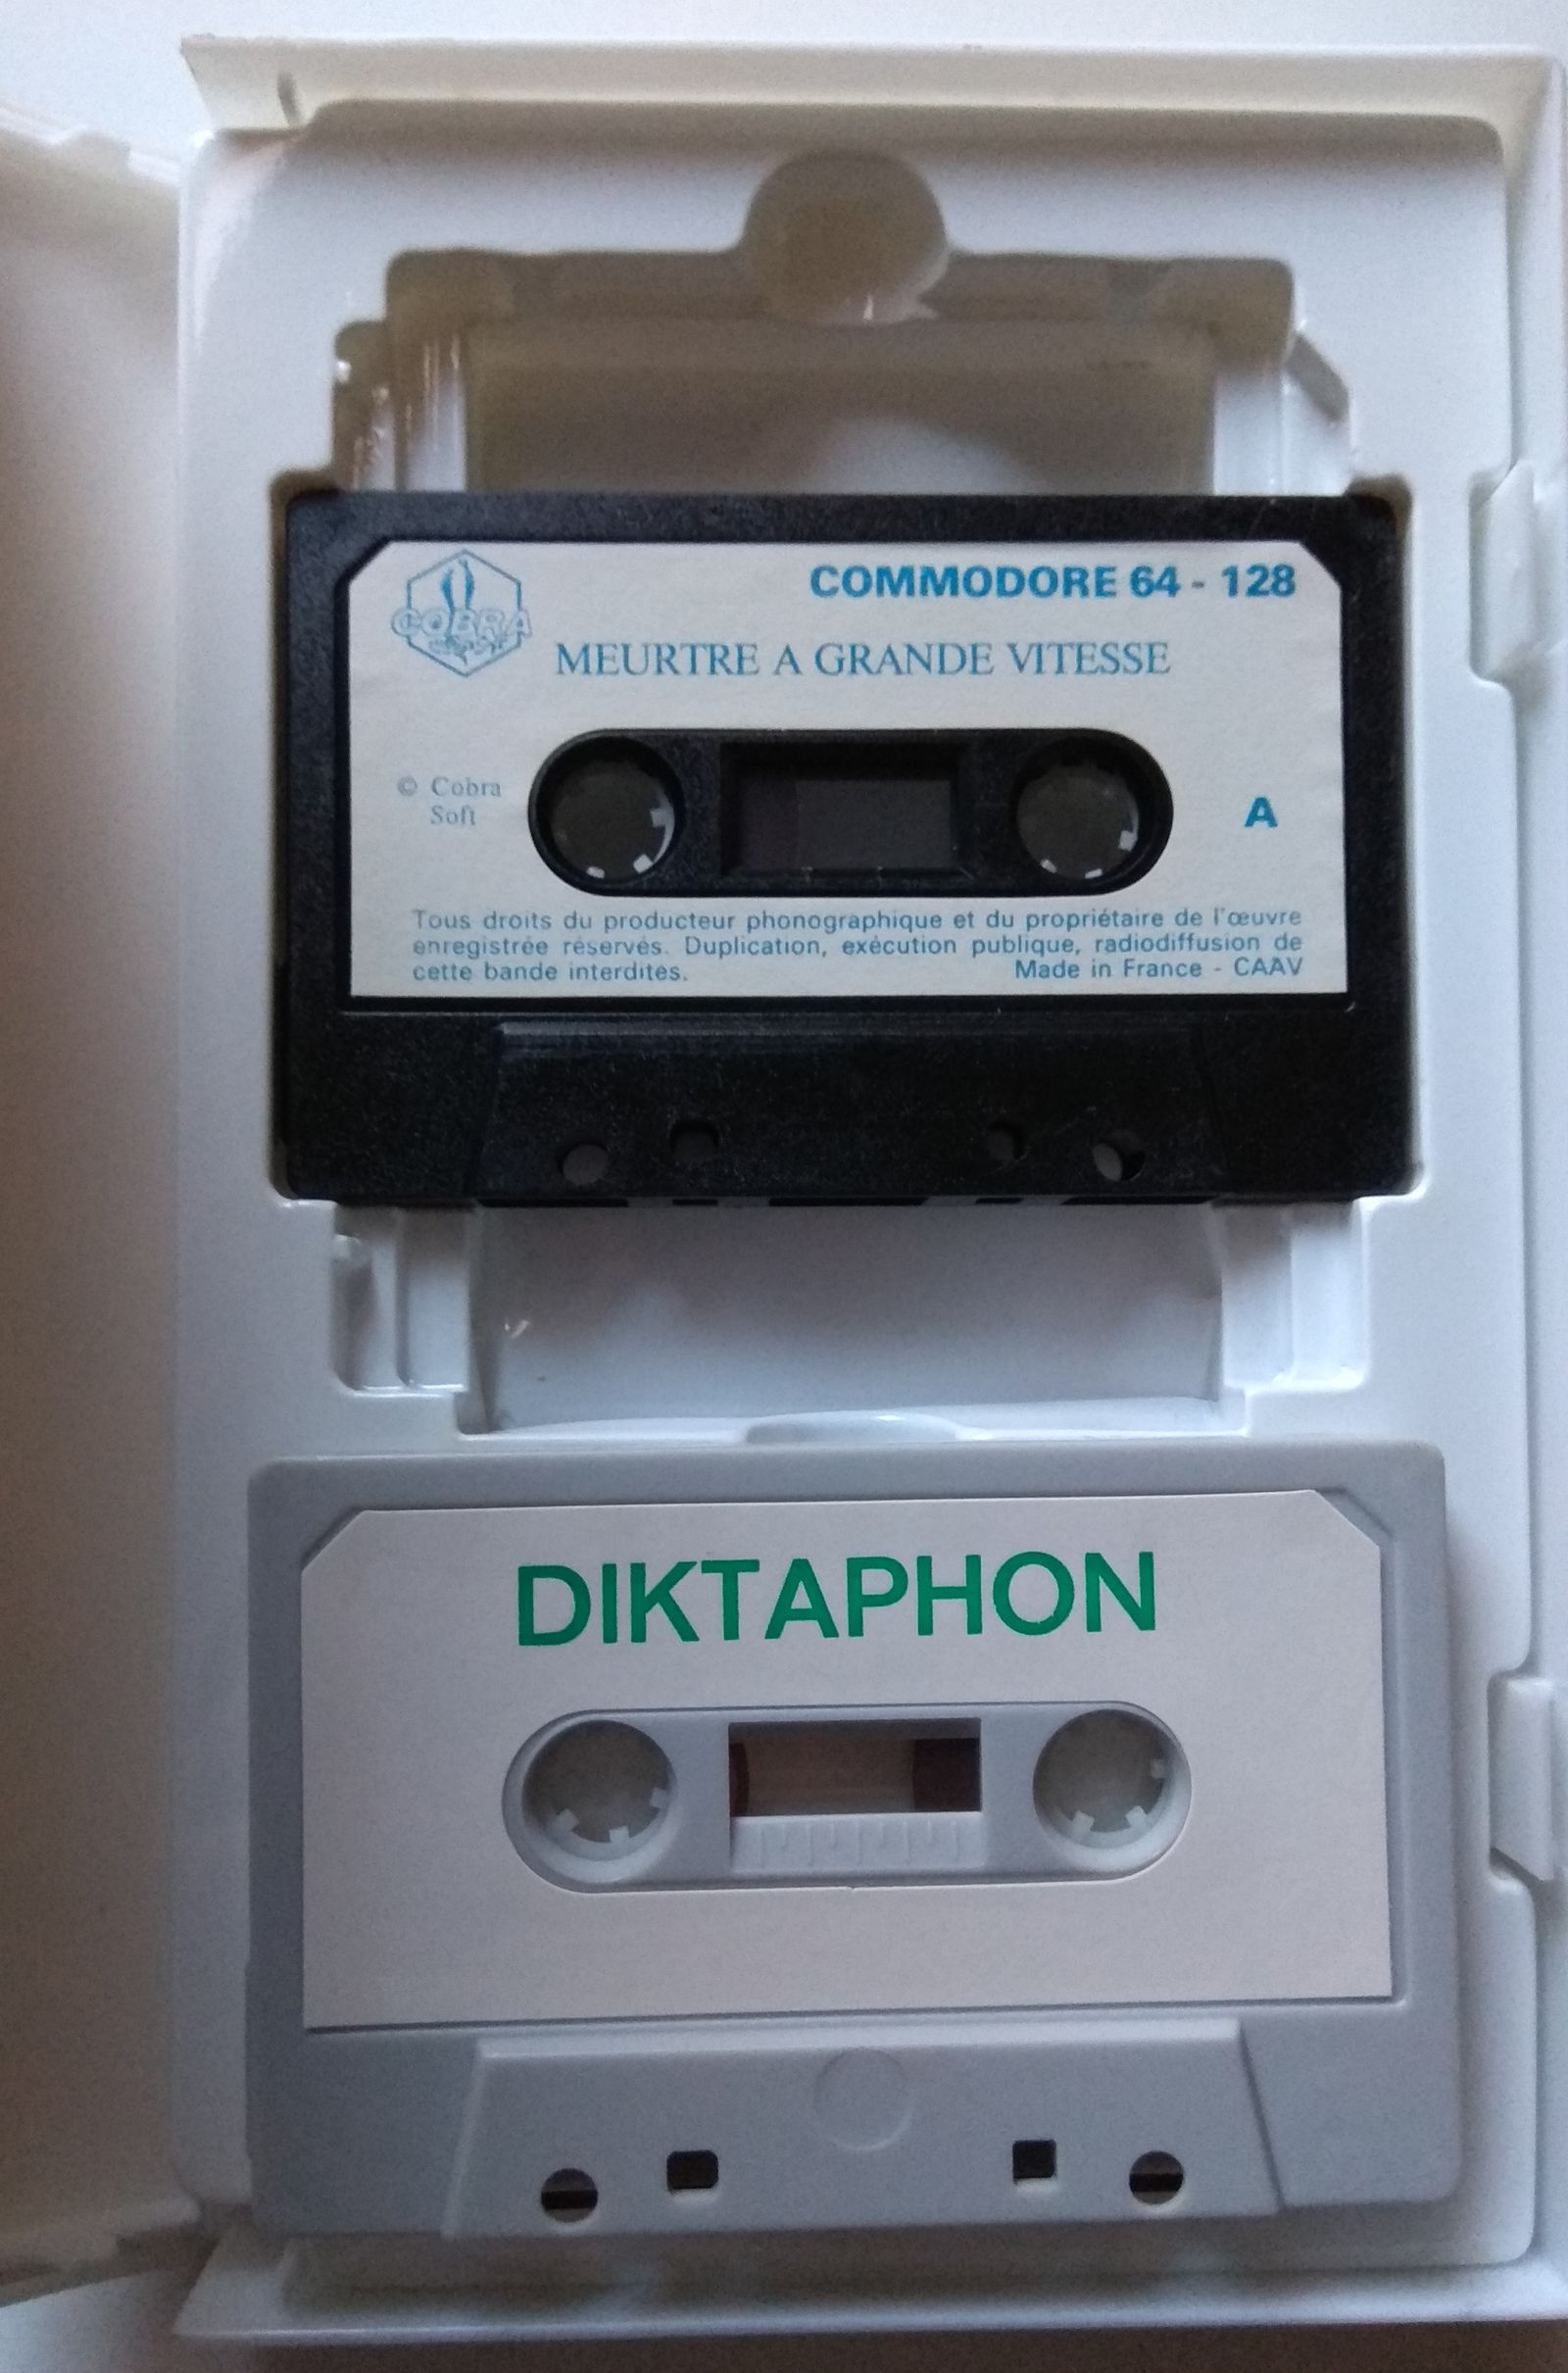 COBRA
COMMODORE 64 - 128
MEURTRE A GRANDE VITESSE
© Cobra
Soft
A
Tous droits du producteur phonographique et du propriétaire de l'œuvre
enregistrée réservés. Duplication, exécution publique, radiodiffusion de
cette bande interdites.
Made in France - CAAV
DIKTAPHON